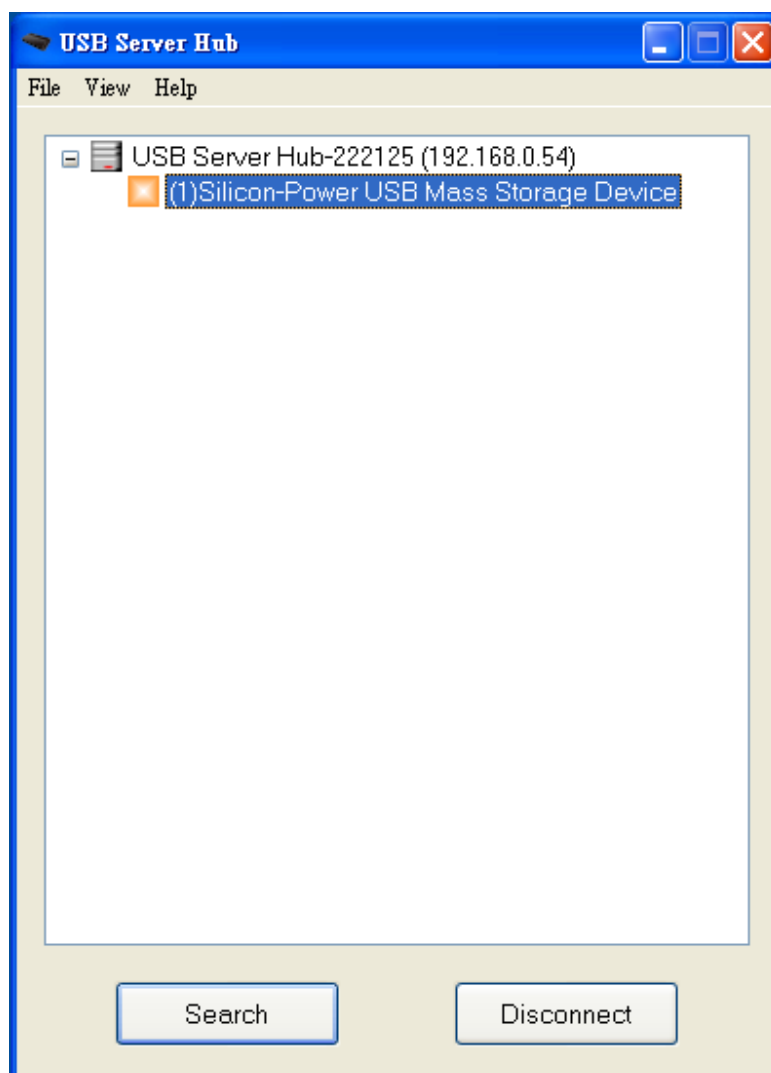 USB Server Hub
File View Help
USB Server Hub-222125 (192.168.0.54)
(1)Silicon-Power USB Mass Storage Device
Search Disconnect